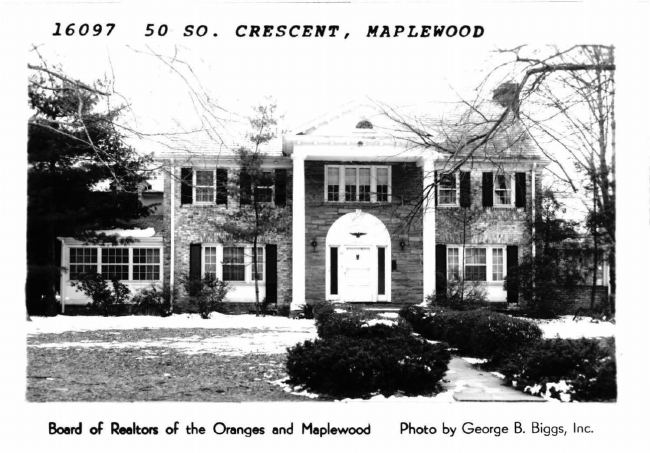 16097 50 SO. CRESCENT, MAPLEWOOD
Board of Realtors of the Oranges and Maplewood Photo by George B. Biggs, Inc.